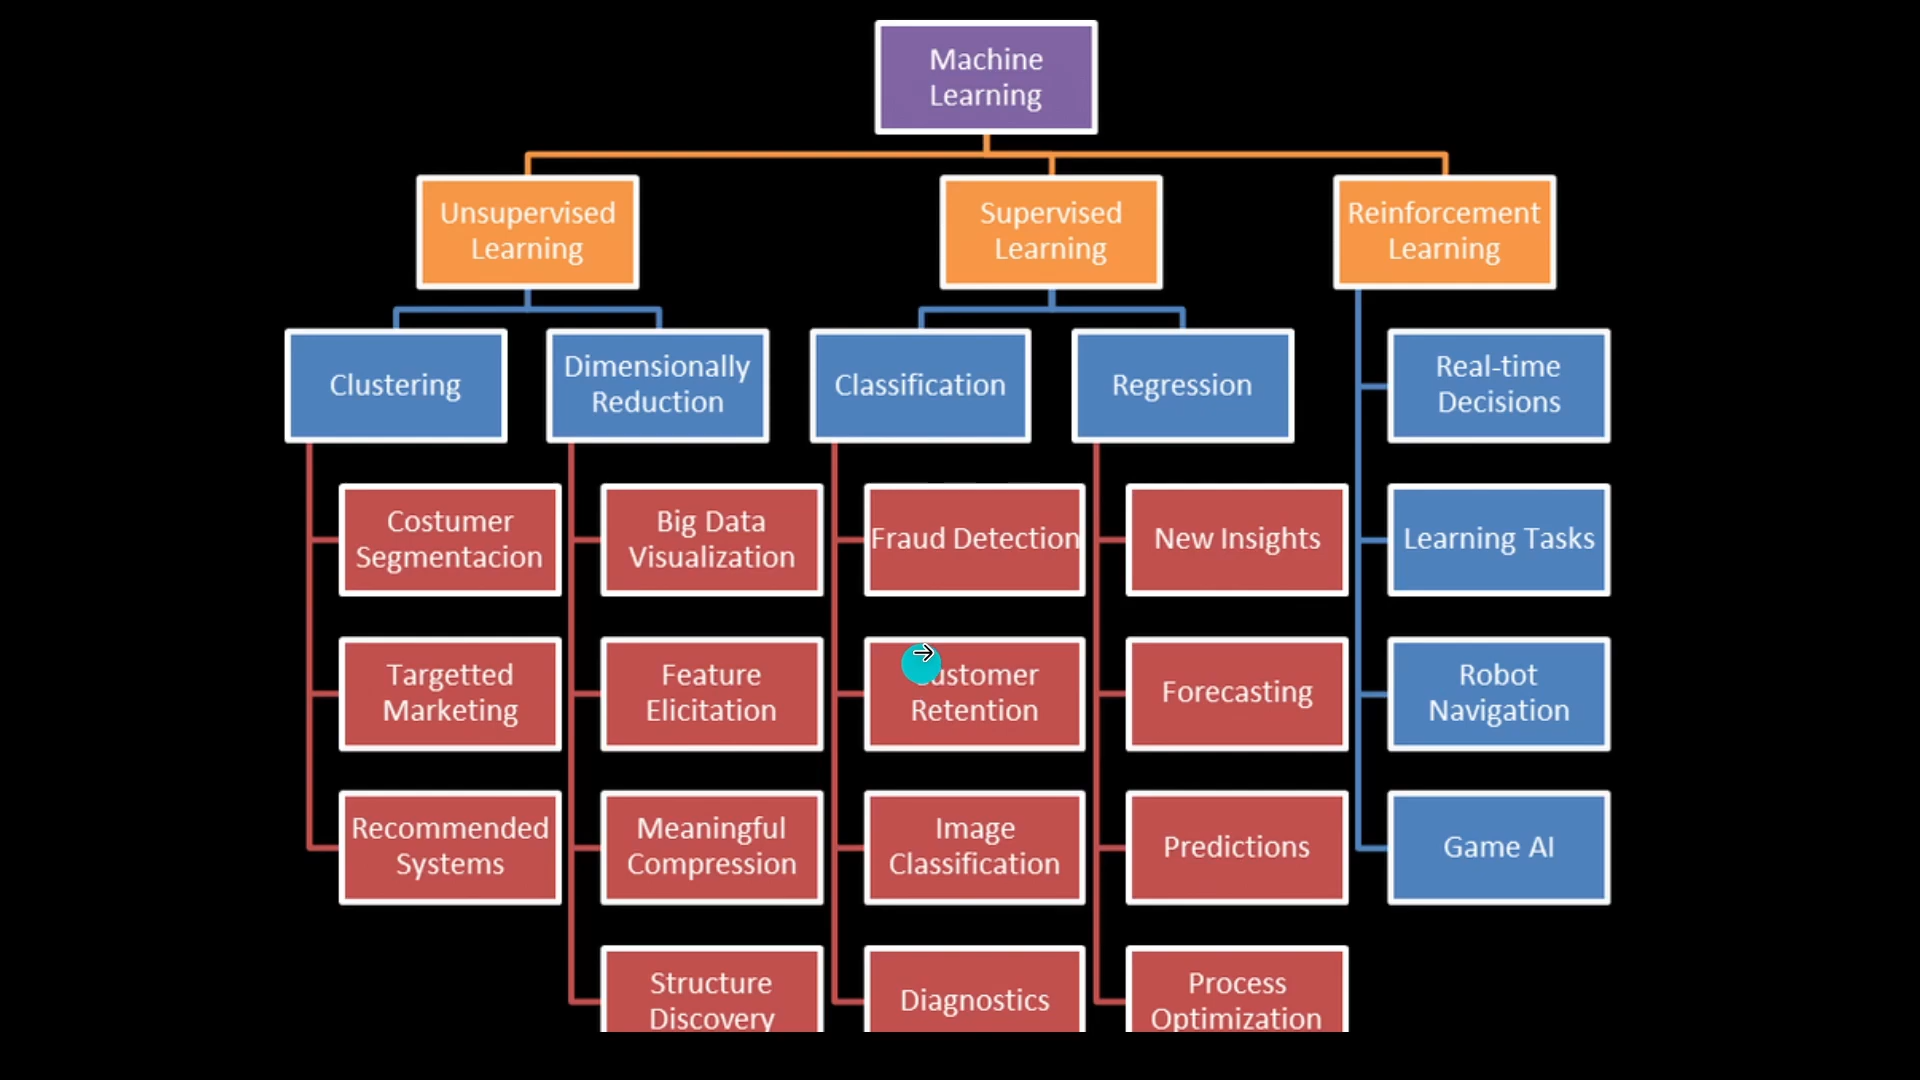 Machine
Learning
Unsupervised
Learning
Supervised
Learning
Reinforcement
Learning
Clustering
Dimensionally
Reduction
Classification
Regression
Real-time
Decisions
Costumer
Segmentacion
Big Data
Visualization
Fraud Detection
New Insights
Learning Tasks
Targetted
Marketing
Feature
Elicitation
Customer
Retention
Forecasting
Robot
Navigation
Recommended
Systems
Meaningful
Compression
Image
Classification
Predictions
Game AI
Structure
Discovery
Diagnostics
Process
Optimization